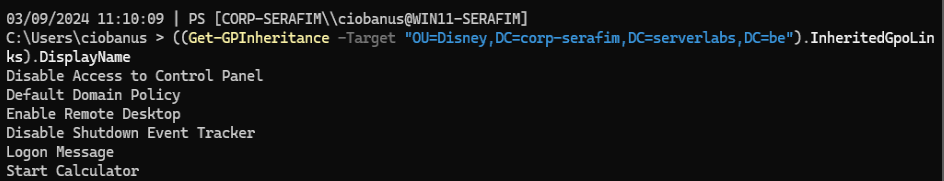 03/09/2024 11:10:09 | PS [CORP-SERAFIM\\ciobanus@WIN11-SERAFIM]
C:\Users\ciobanus > ((Get-GPInheritance -Target "OU=Disney,DC=corp-serafim,DC=serverlabs,DC=be").InheritedGpoLin
ks).DisplayName
Disable Access to Control Panel
Default Domain Policy
Enable Remote Desktop
Disable Shutdown Event Tracker
Logon Message
Start Calculator